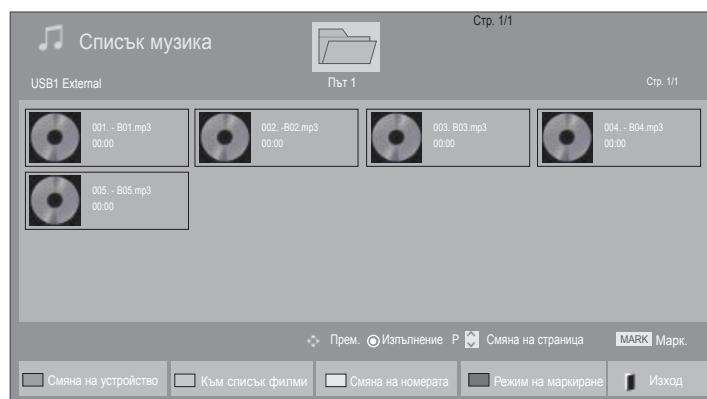 Стр. 1/1
Списък музика
USB1 External
Път 1
Стр. 1/1
001. - B01.mp3
00:00
002. -B02.mp3
00:00
003. B03.mp3
00:00
004. - B04.mp3
00:00
005. - B05.mp3
00:00
Прем. Изпълнение P Смяна на страница MARK Марк.
Смяна на устройство Към списък филми Смяна на номерата Режим на маркиране Изход